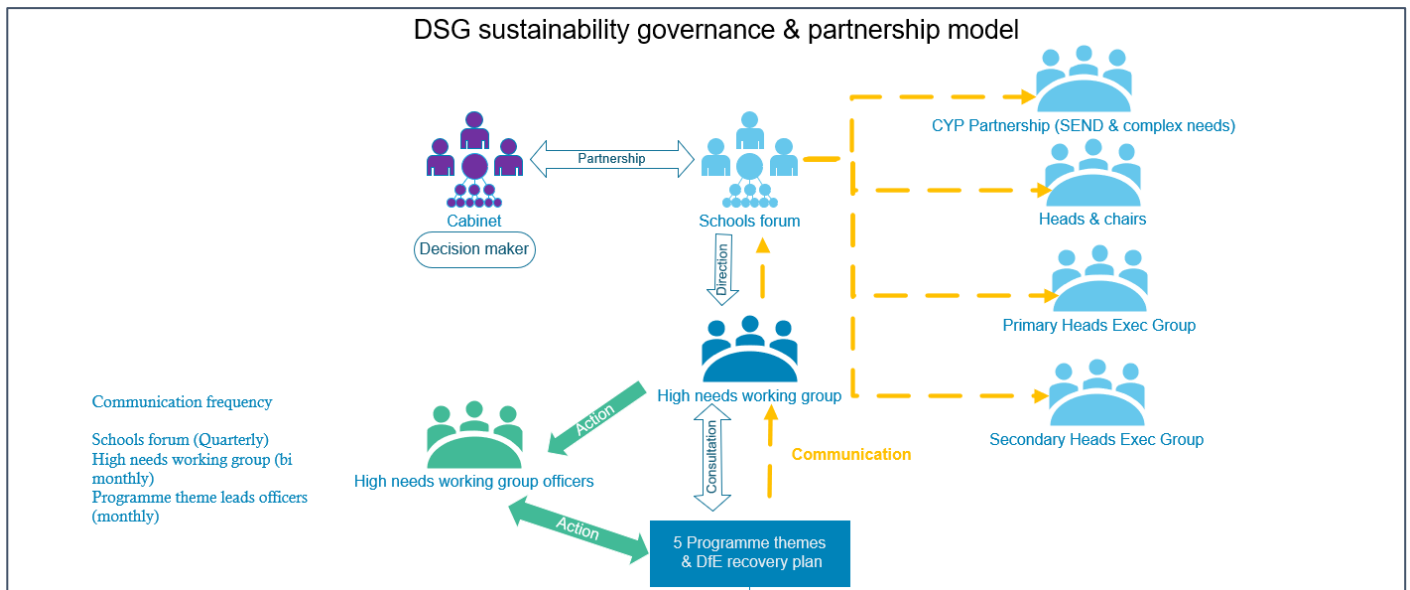 DSG sustainability governance & partnership model
CYP Partnership (SEND & complex needs)
Partnership
Cabinet
Decision maker
Schools forum
Heads & chairs
Direction
Primary Heads Exec Group
High needs working group
Action
High needs working group officers
Consultation
Communication
Secondary Heads Exec Group
Communication frequency
Schools forum (Quarterly)
High needs working group (bi
monthly)
Programme theme leads officers
(monthly)
Action
5 Programme themes
& DfE recovery plan